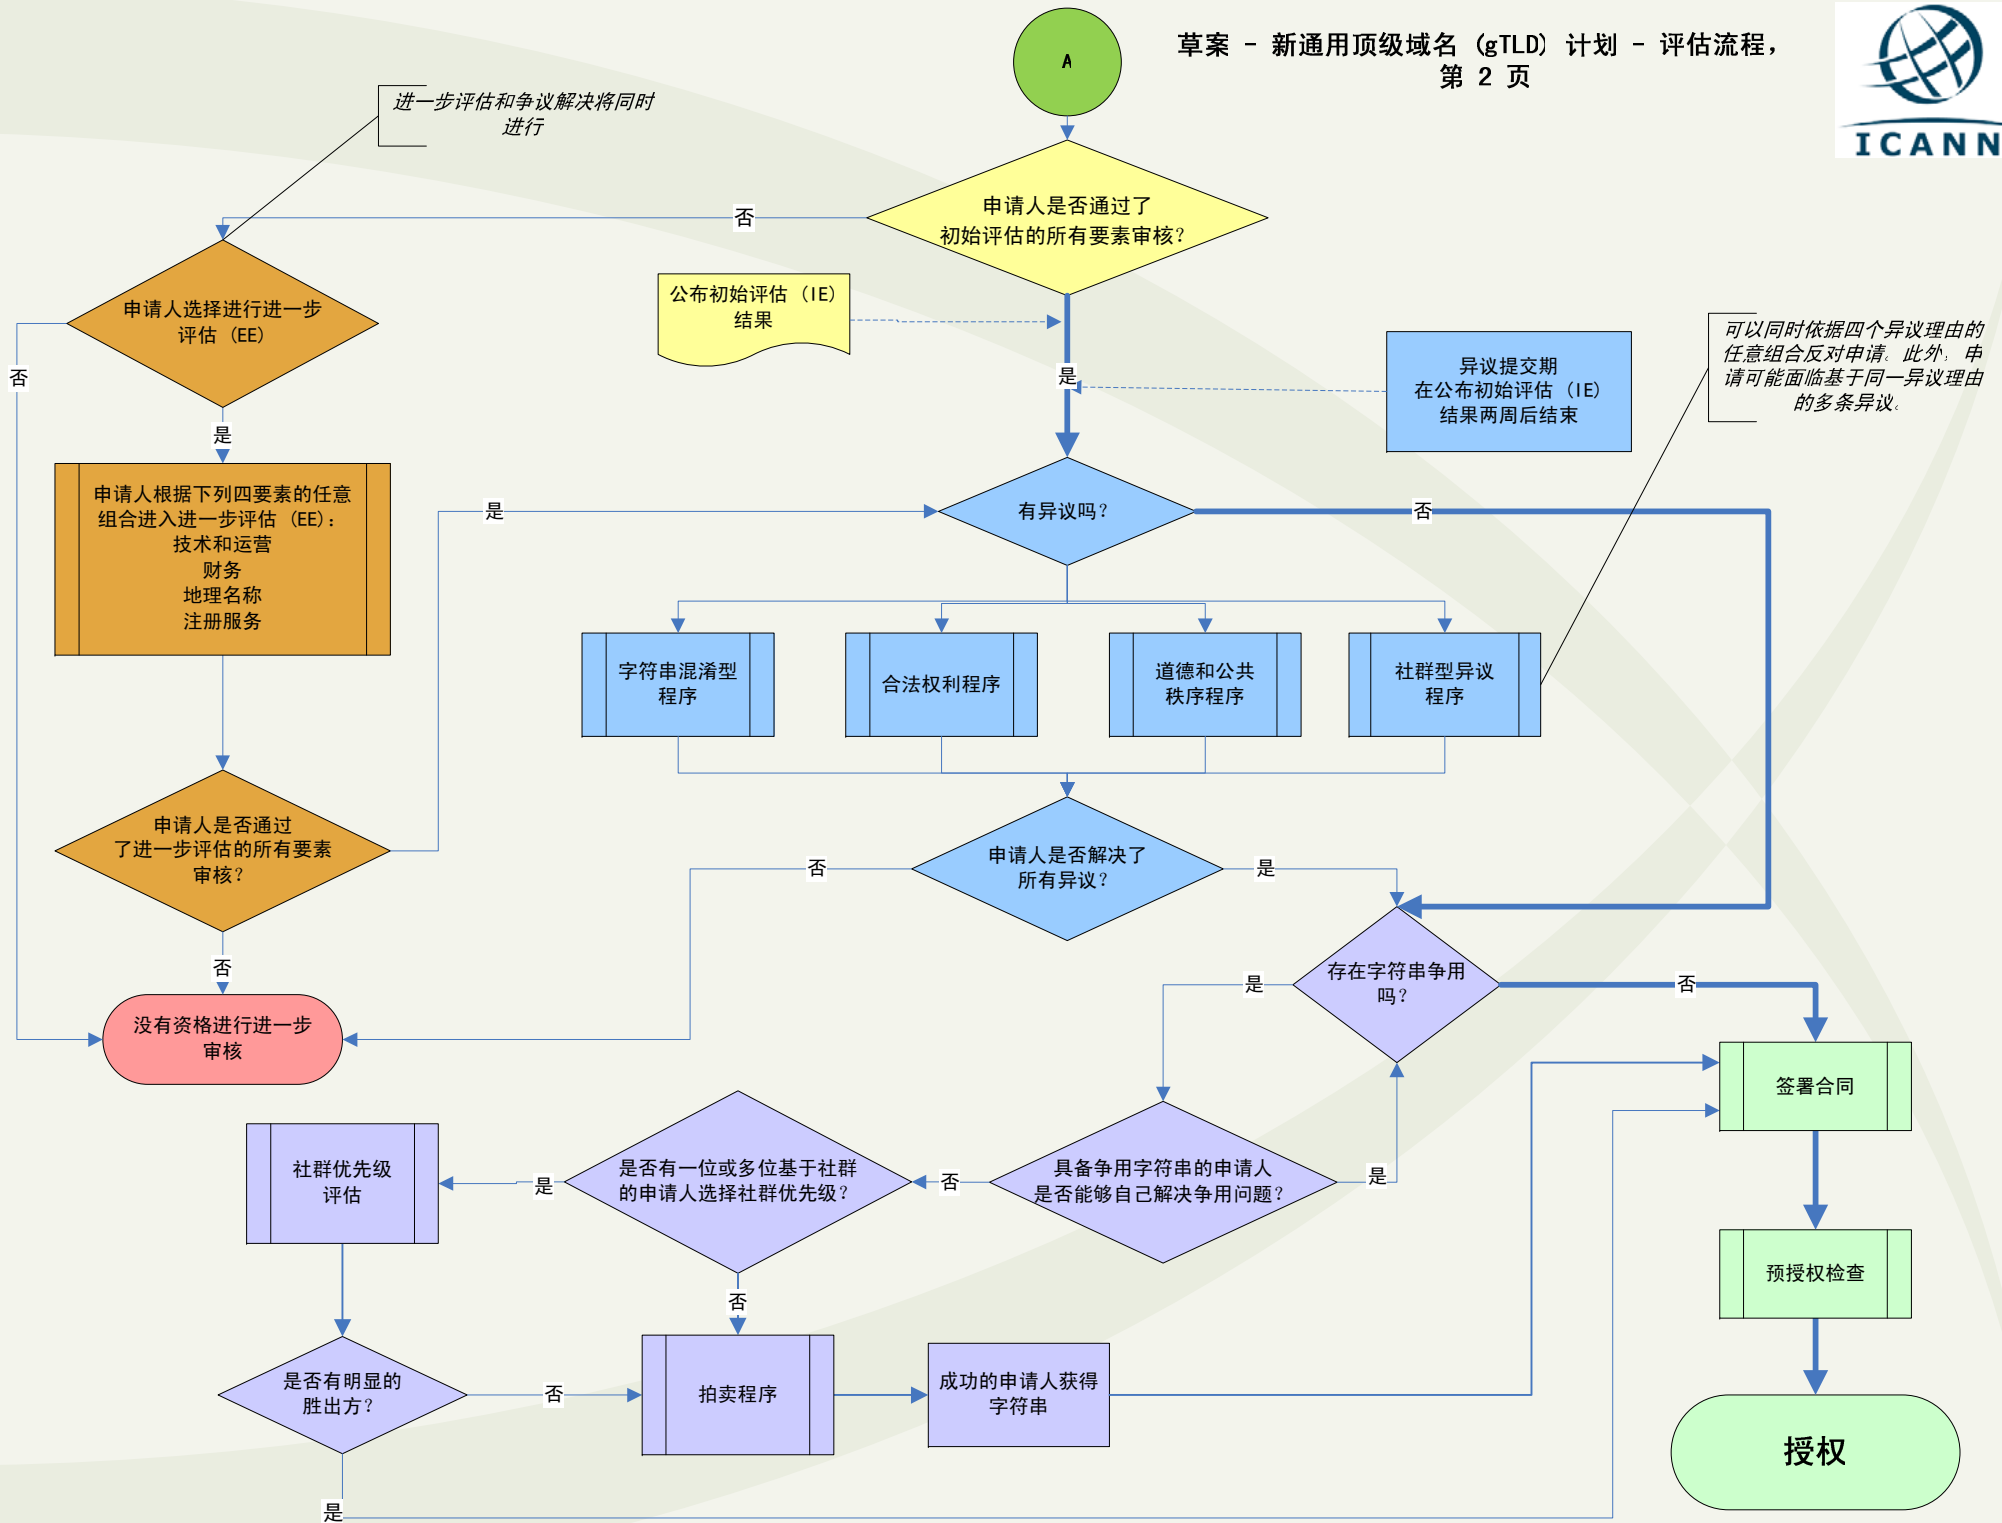 A
草案 - 新通用顶级域名 (gTLD) 计划 - 评估流程，
第 2 页
ICANN
进一步评估和争议解决将同时
进行
申请人是否通过了
初始评估的所有要素审核？
否
申请人选择进行进一步
评估 (EE)
公布初始评估 (IE)
结果
是
异议提交期
在公布初始评估 (IE)
结果两周后结束
可以同时依据四个异议理由的
任意组合反对申请。此外，申
请可能面临基于同一异议理由
的多条异议。
否
是
申请人根据下列四要素的任意
组合进入进一步评估 (EE)：
技术和运营
财务
地理名称
注册服务
是
有异议吗？
否
字符串混淆型
程序
合法权利程序
道德和公共
秩序程序
社群型异议
程序
申请人是否通过
了进一步评估的所有要素
审核？
否
申请人是否解决了
所有异议？
是
否
存在字符串争用
吗？
是
否
没有资格进行进一步
审核
签署合同
社群优先级
评估
是
是否有一位或多位基于社群
的申请人选择社群优先级？
否
具备争用字符串的申请人
是否能够自己解决争用问题？
是
否
预授权检查
是否有明显的
胜出方？
否
拍卖程序
成功的申请人获得
字符串
授权
是